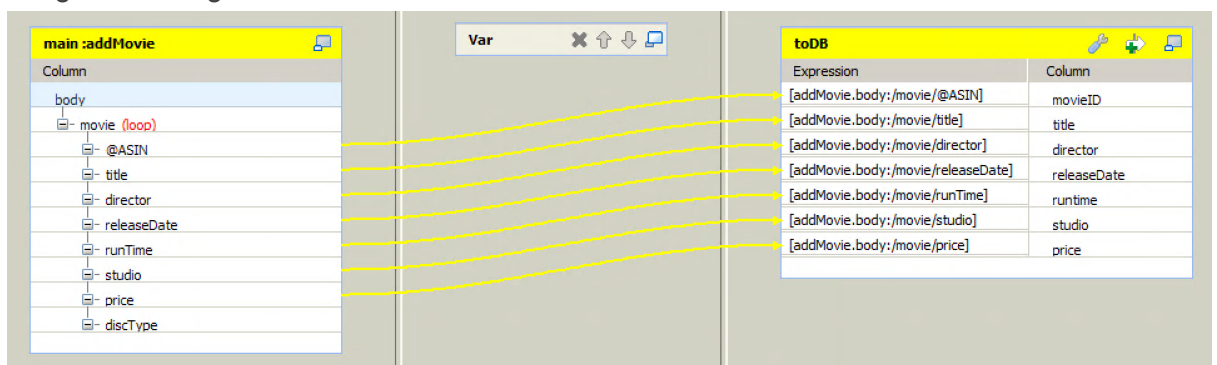 main :addMovie
Column
body
movie (loop)
@ASIN
title
director
releaseDate
runTime
studio
price
discType
Var
toDB
Expression Column
[addMovie.body:/movie/@ASIN] movieID
[addMovie.body:/movie/title] title
[addMovie.body:/movie/director] director
[addMovie.body:/movie/releaseDate] releaseDate
[addMovie.body:/movie/runTime] runtime
[addMovie.body:/movie/studio] studio
[addMovie.body:/movie/price] price